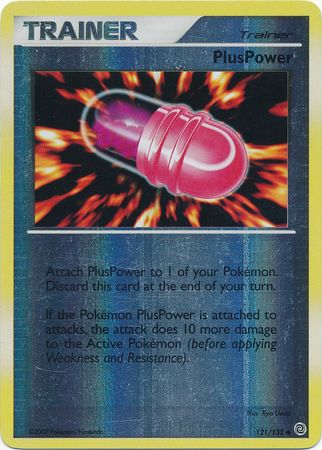 TRAINER
Trainer
PlusPower
Attach PlusPower to 1 of your Pokémon.
Discard this card at the end of your turn.
If the Pokémon PlusPower is attached to
attacks, the attack does 10 more damage
to the Active Pokémon (before applying
Weakness and Resistance).
Illus. Ryo Ueda
©2007 Pokémon/Nintendo
121/132